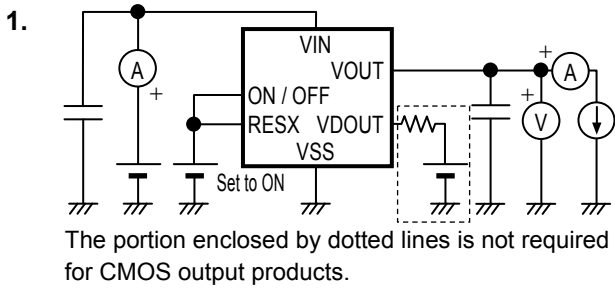 1.
VIN
A
+
VOUT
+
A
ON / OFF
+
RESX VDOUT
V
VSS
Set to ON
The portion enclosed by dotted lines is not required
for CMOS output products.